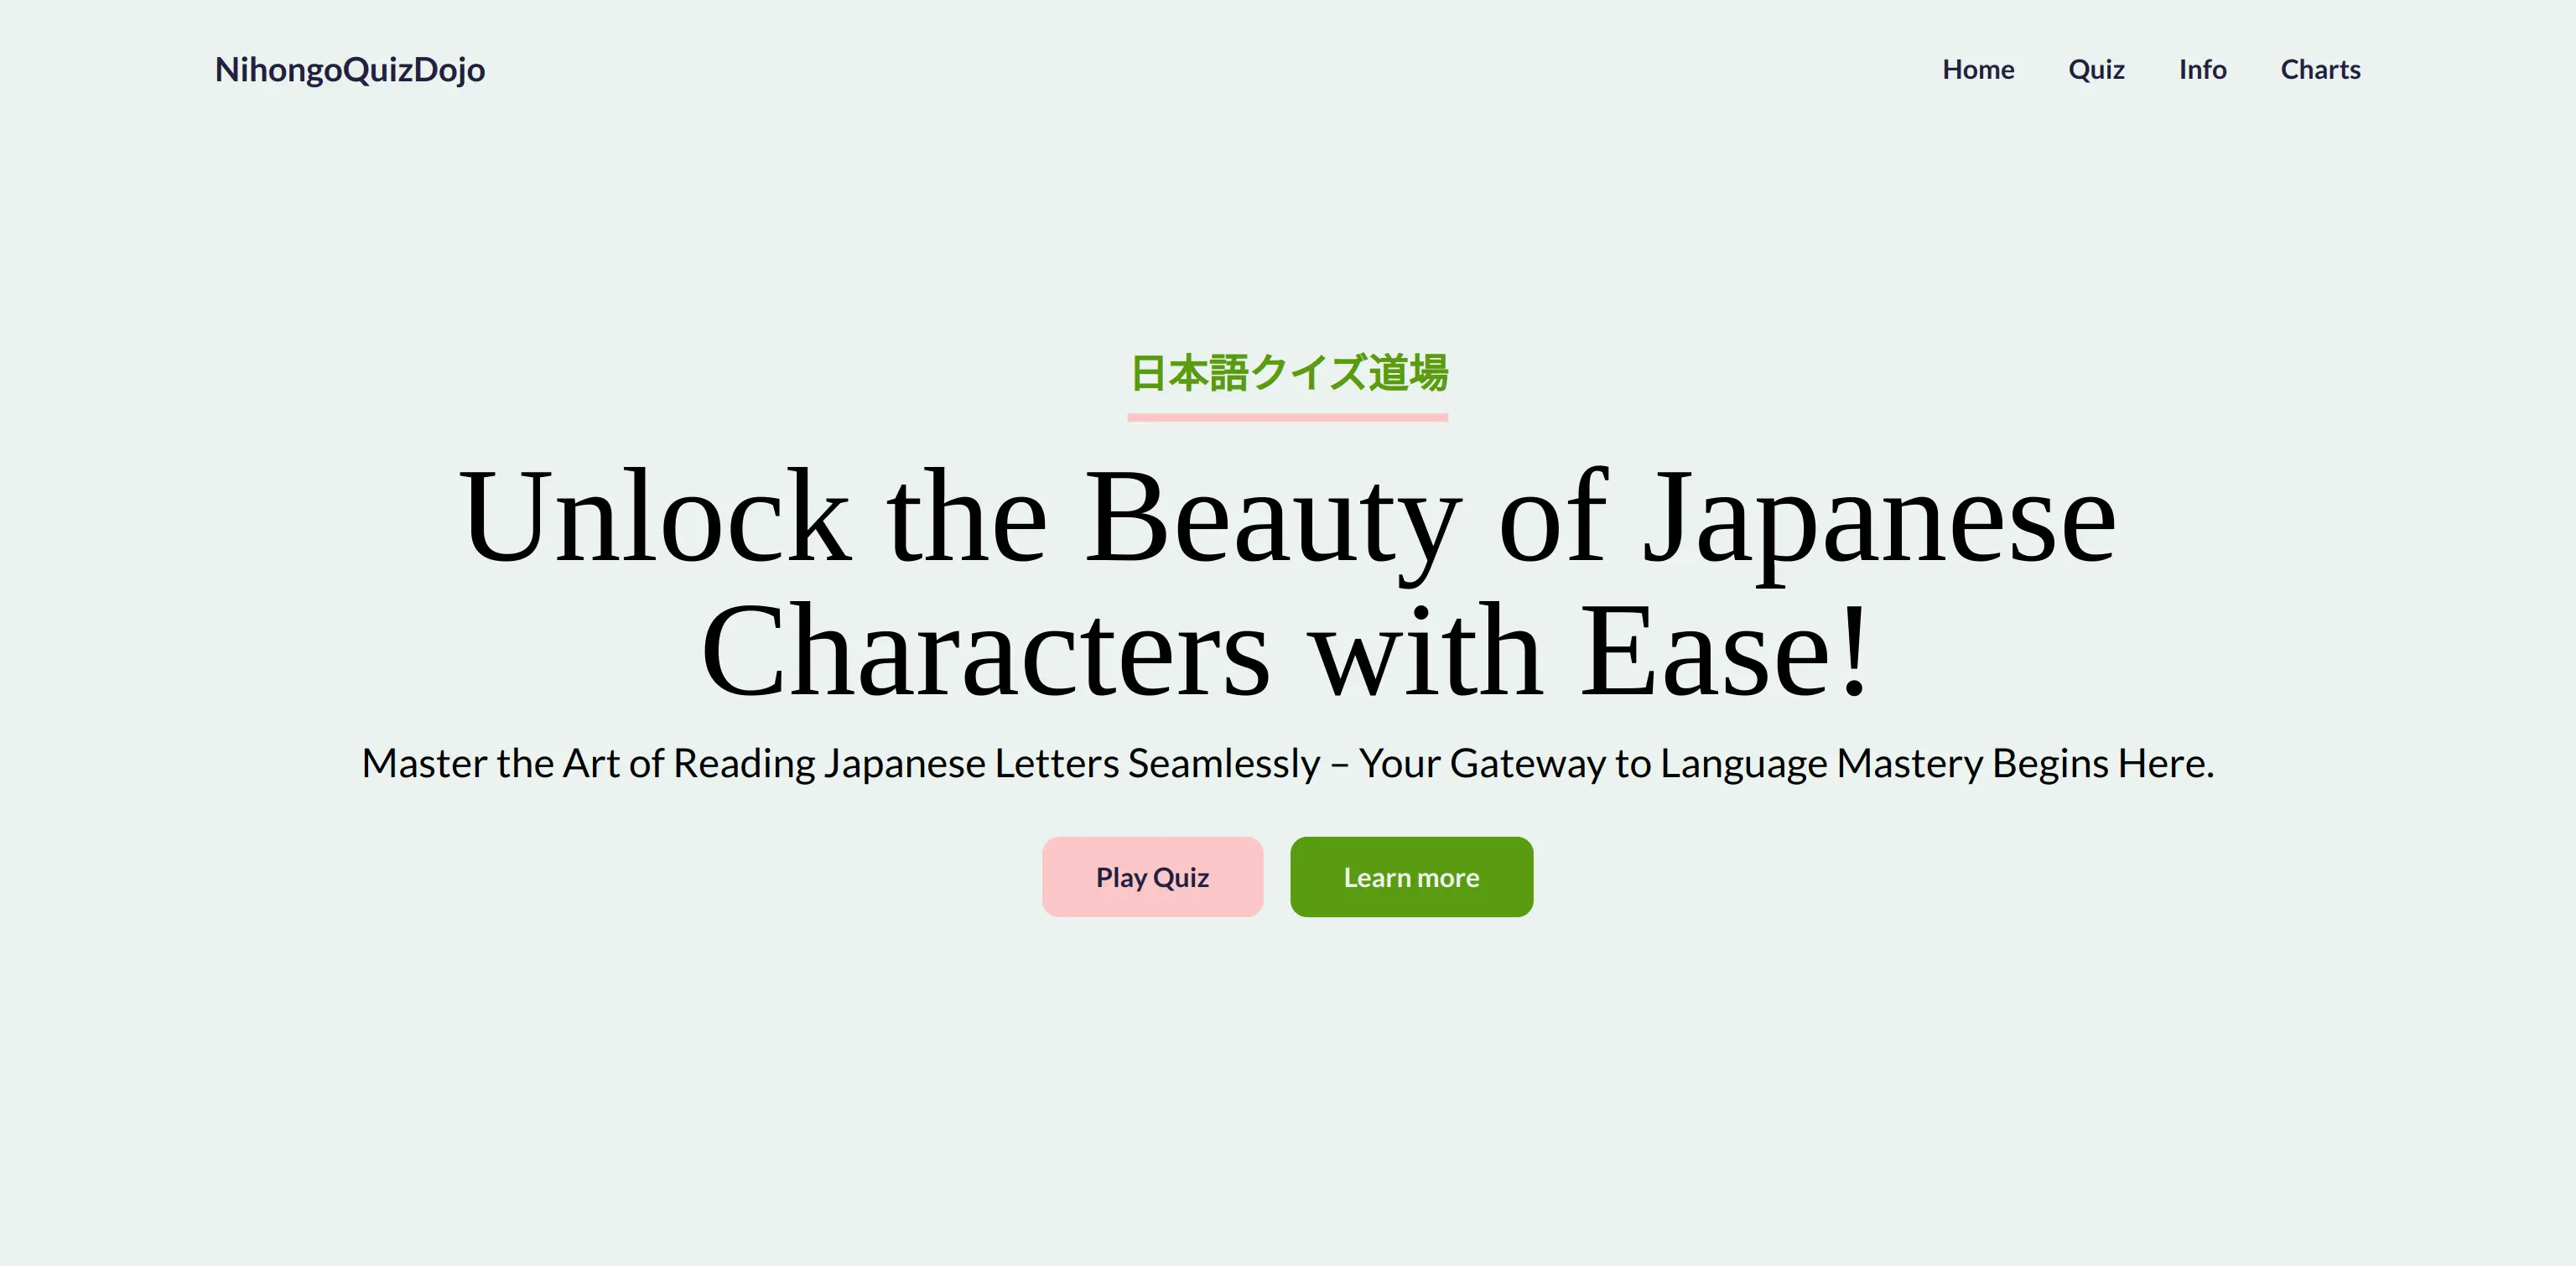 NihongoQuizDojo
Home Quiz Info Charts
日本語クイズ道場
Unlock the Beauty of Japanese
Characters with Ease!
Master the Art of Reading Japanese Letters Seamlessly – Your Gateway to Language Mastery Begins Here.
Play Quiz Learn more